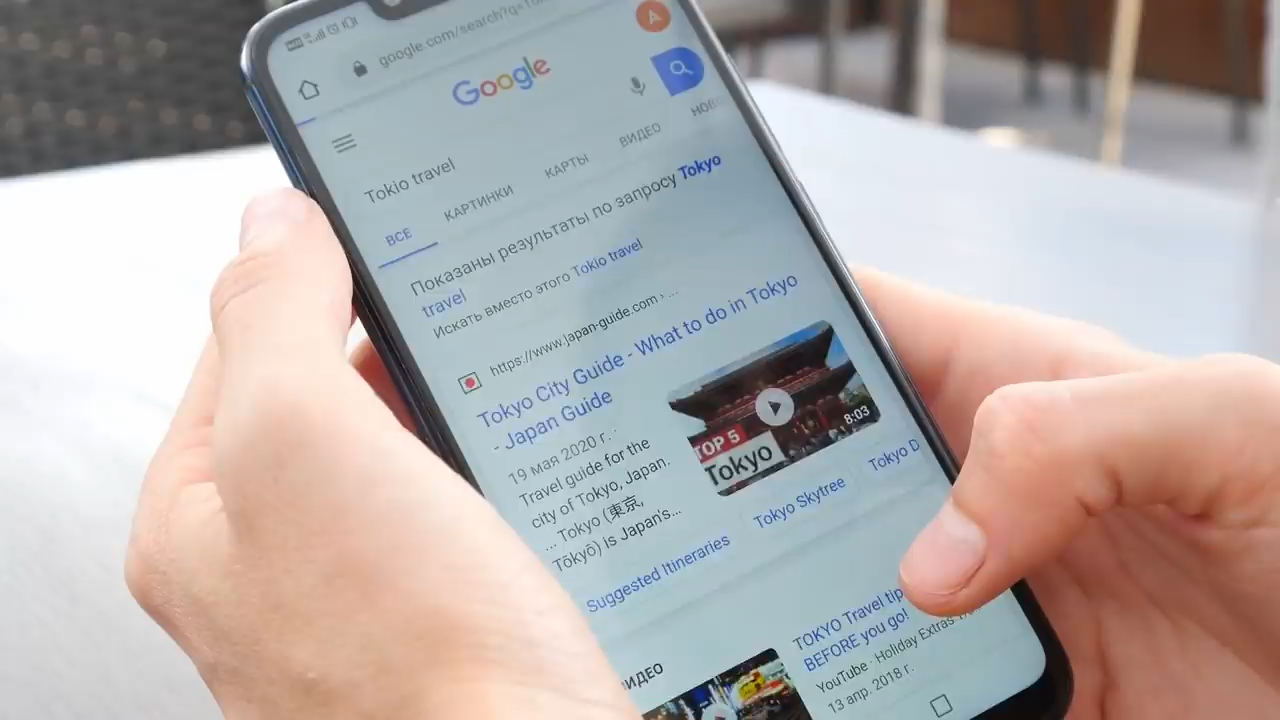 google.com/search?q=To
A
Google
Tokio travel
ВСЕ КАРТИНКИ КАРТЫ ВИДЕО НОВО
Показаны результаты по запросу Tokyo
travel
Искать вместо этого Tokio travel
https://www.japan-guide.com › ...
Tokyo City Guide - What to do in Tokyo
- Japan Guide
19 мая 2020 г. ·
Travel guide for the
city of Tokyo, Japan.
... Tokyo (東京,
Tōkyō) is Japan's...
TOP 5
Tokyo
8:03
Suggested Itineraries
Tokyo Skytree
Tokyo D
ВИДЕО
TOKYO Travel tip
BEFORE you go!
YouTube · Holiday Extras
13 апр. 2018 г.